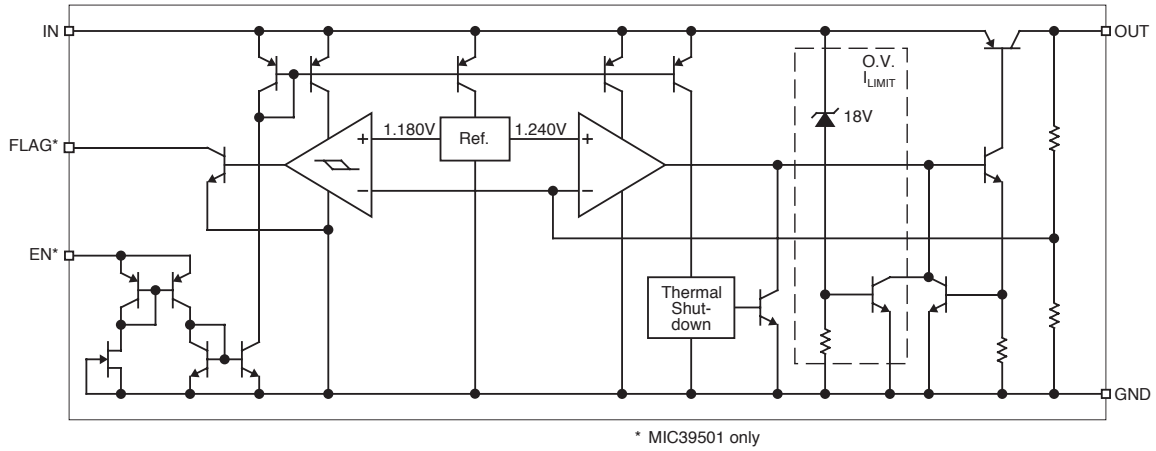 IN
OUT
O.V.
ILIMIT
18V
FLAG*
+
1.180V
Ref.
1.240V
+
−
−
EN*
Thermal
Shut-
down
GND
* MIC39501 only